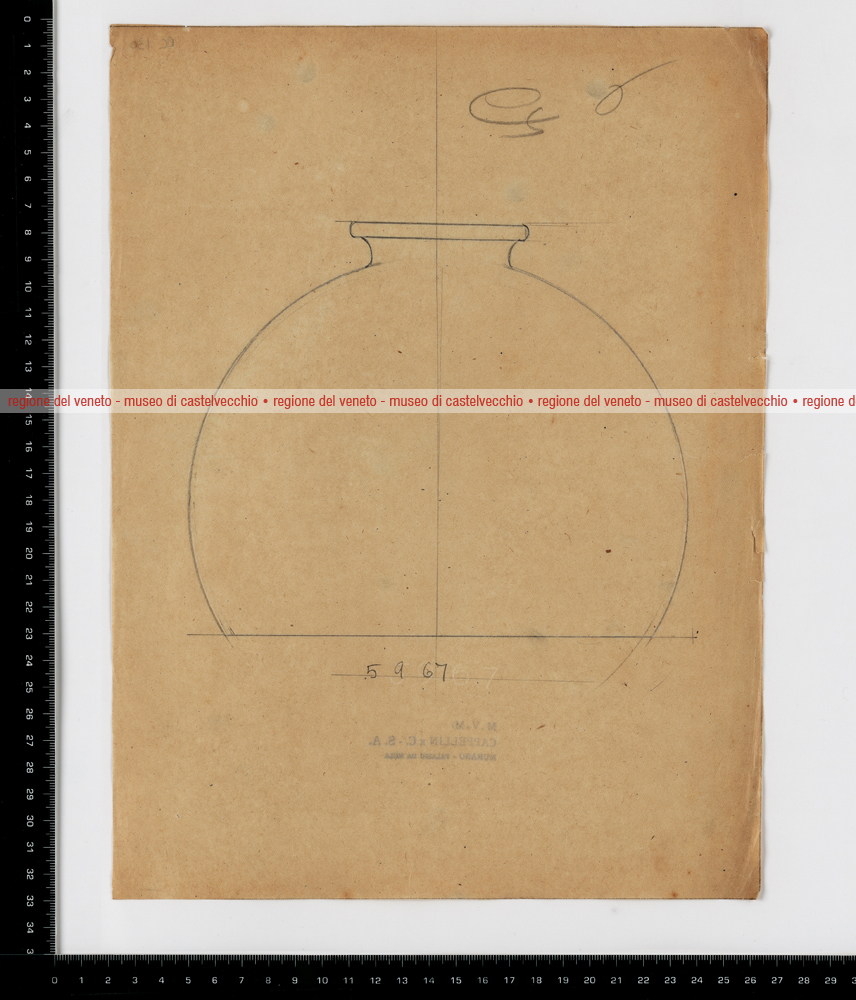 regione del veneto - museo di castelvecchio • regione del veneto - museo di castelvecchio • regione del veneto - museo di castelvecchio • regione d
5967
M.V.M.
CAPPELLIN & C. - S. A.
0 1 2 3 4 5 6 7 8 9 10 11 12 13 14 15 16 17 18 19 20 21 22 23 24 25 26 27 28 29 30 31 32 33 34 3
0 1 2 3 4 5 6 7 8 9 10 11 12 13 14 15 16 17 18 19 20 21 22 23 24 25 26 27 28 29 3